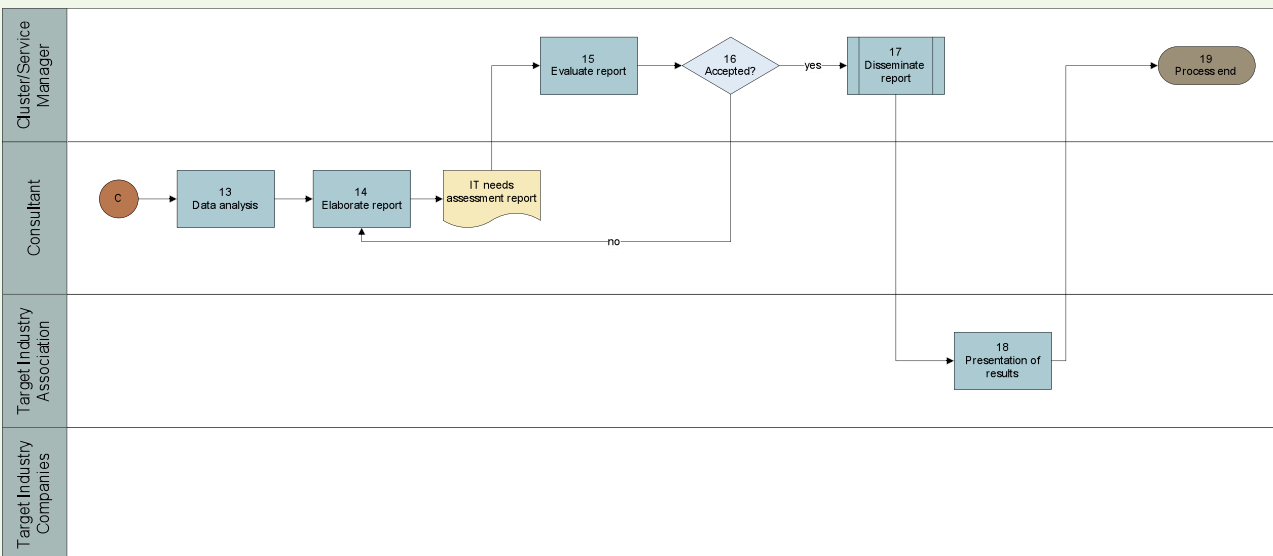 Cluster/Service
Manager
15
Evaluate report
16
Accepted?
yes
17
Disseminate
report
19
Process end
Consultant
C
13
Data analysis
14
Elaborate report
IT needs
assessment report
no
Target Industry
Association
18
Presentation of
results
Target Industry
Companies